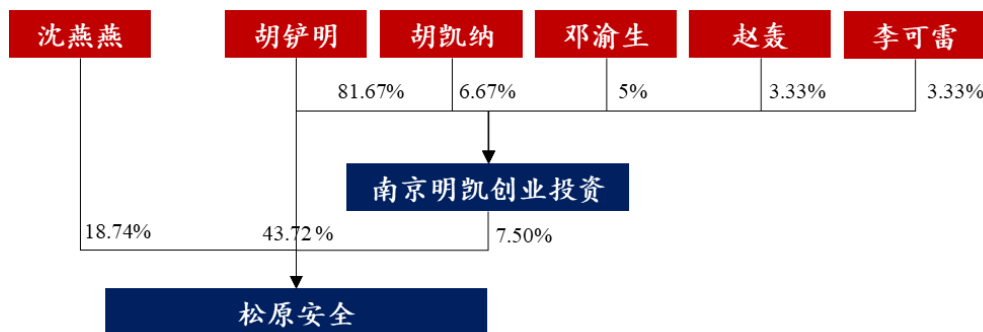 沈燕燕 胡铲明 胡凯纳 邓渝生 赵轰 李可雷
81.67% 6.67% 5% 3.33% 3.33%
南京明凯创业投资
18.74% 43.72% 7.50%
松原安全